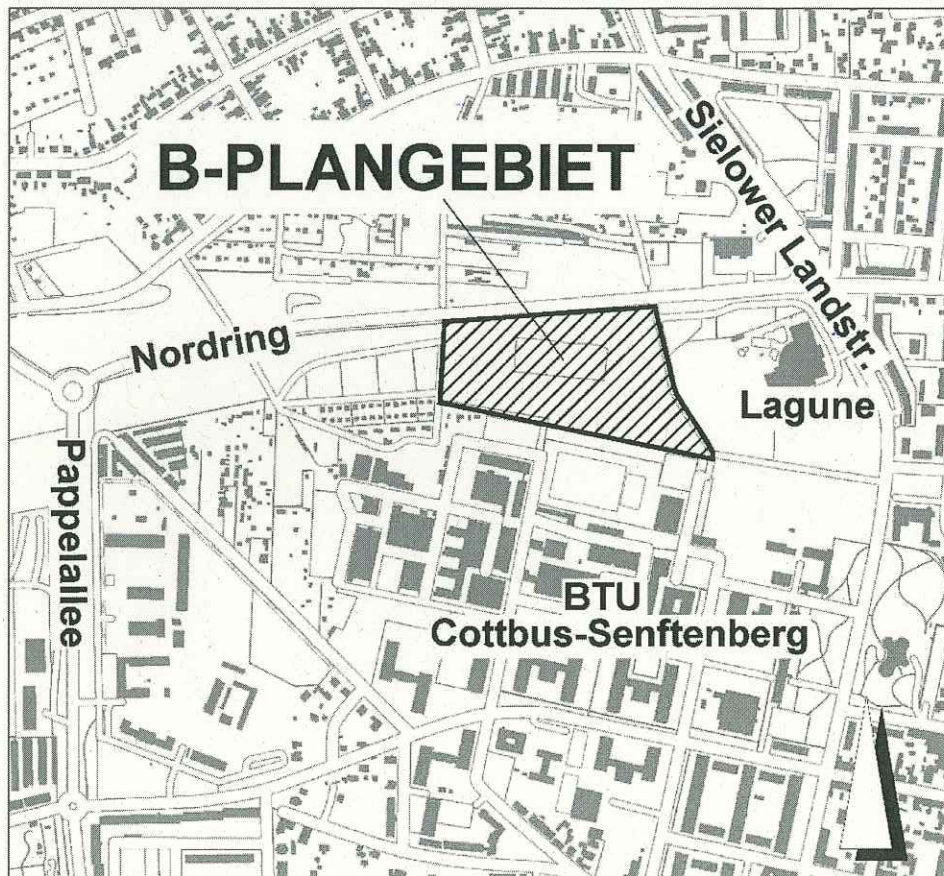 Sielower Landstr.
B-PLANGEBIET
Nordring
Lagune
Pappelallee
BTU
Cottbus-Senftenberg